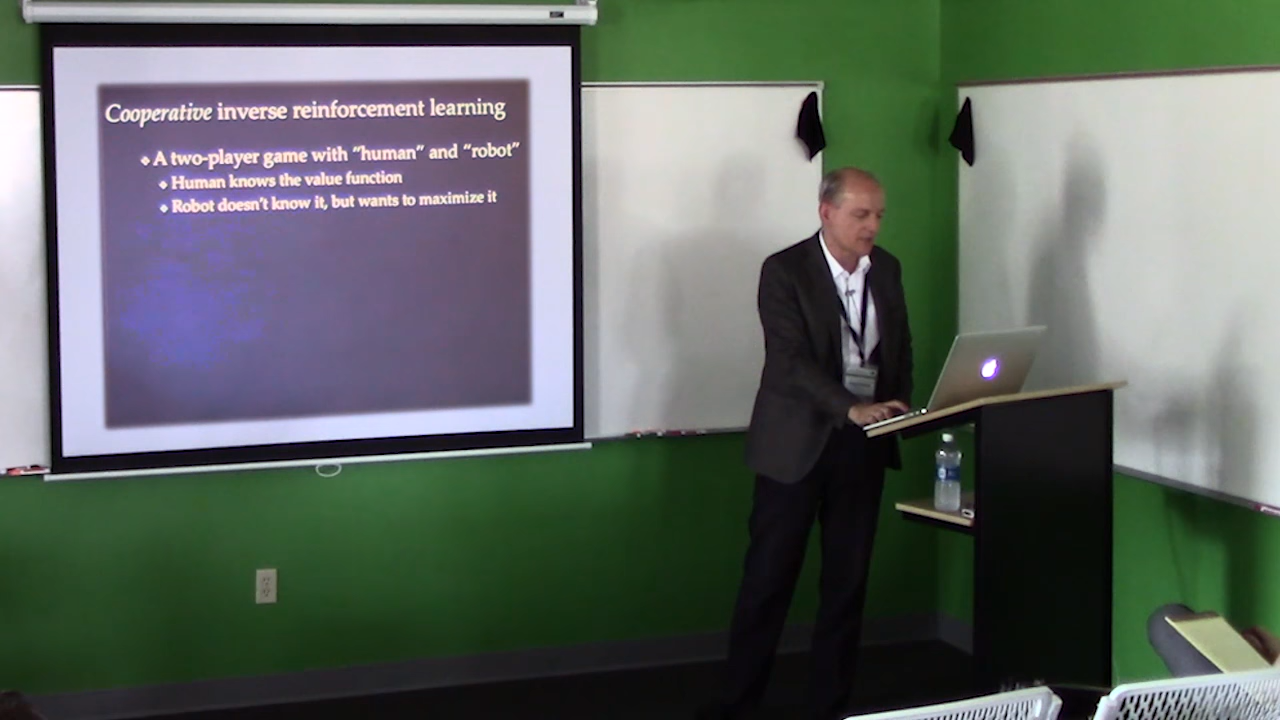 Cooperative inverse reinforcement learning
❖ A two-player game with “human” and “robot”
❖ Human knows the value function
❖ Robot doesn’t know it, but wants to maximize it